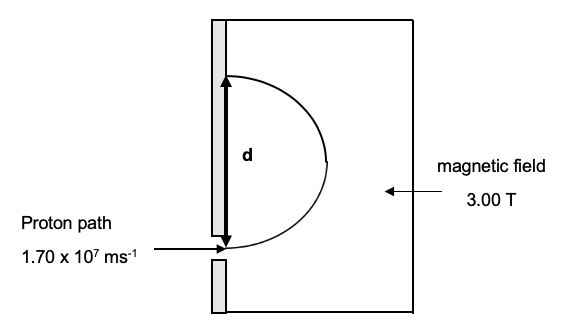 d
magnetic field
3.00 T
Proton path
1.70 x 10⁷ ms⁻¹